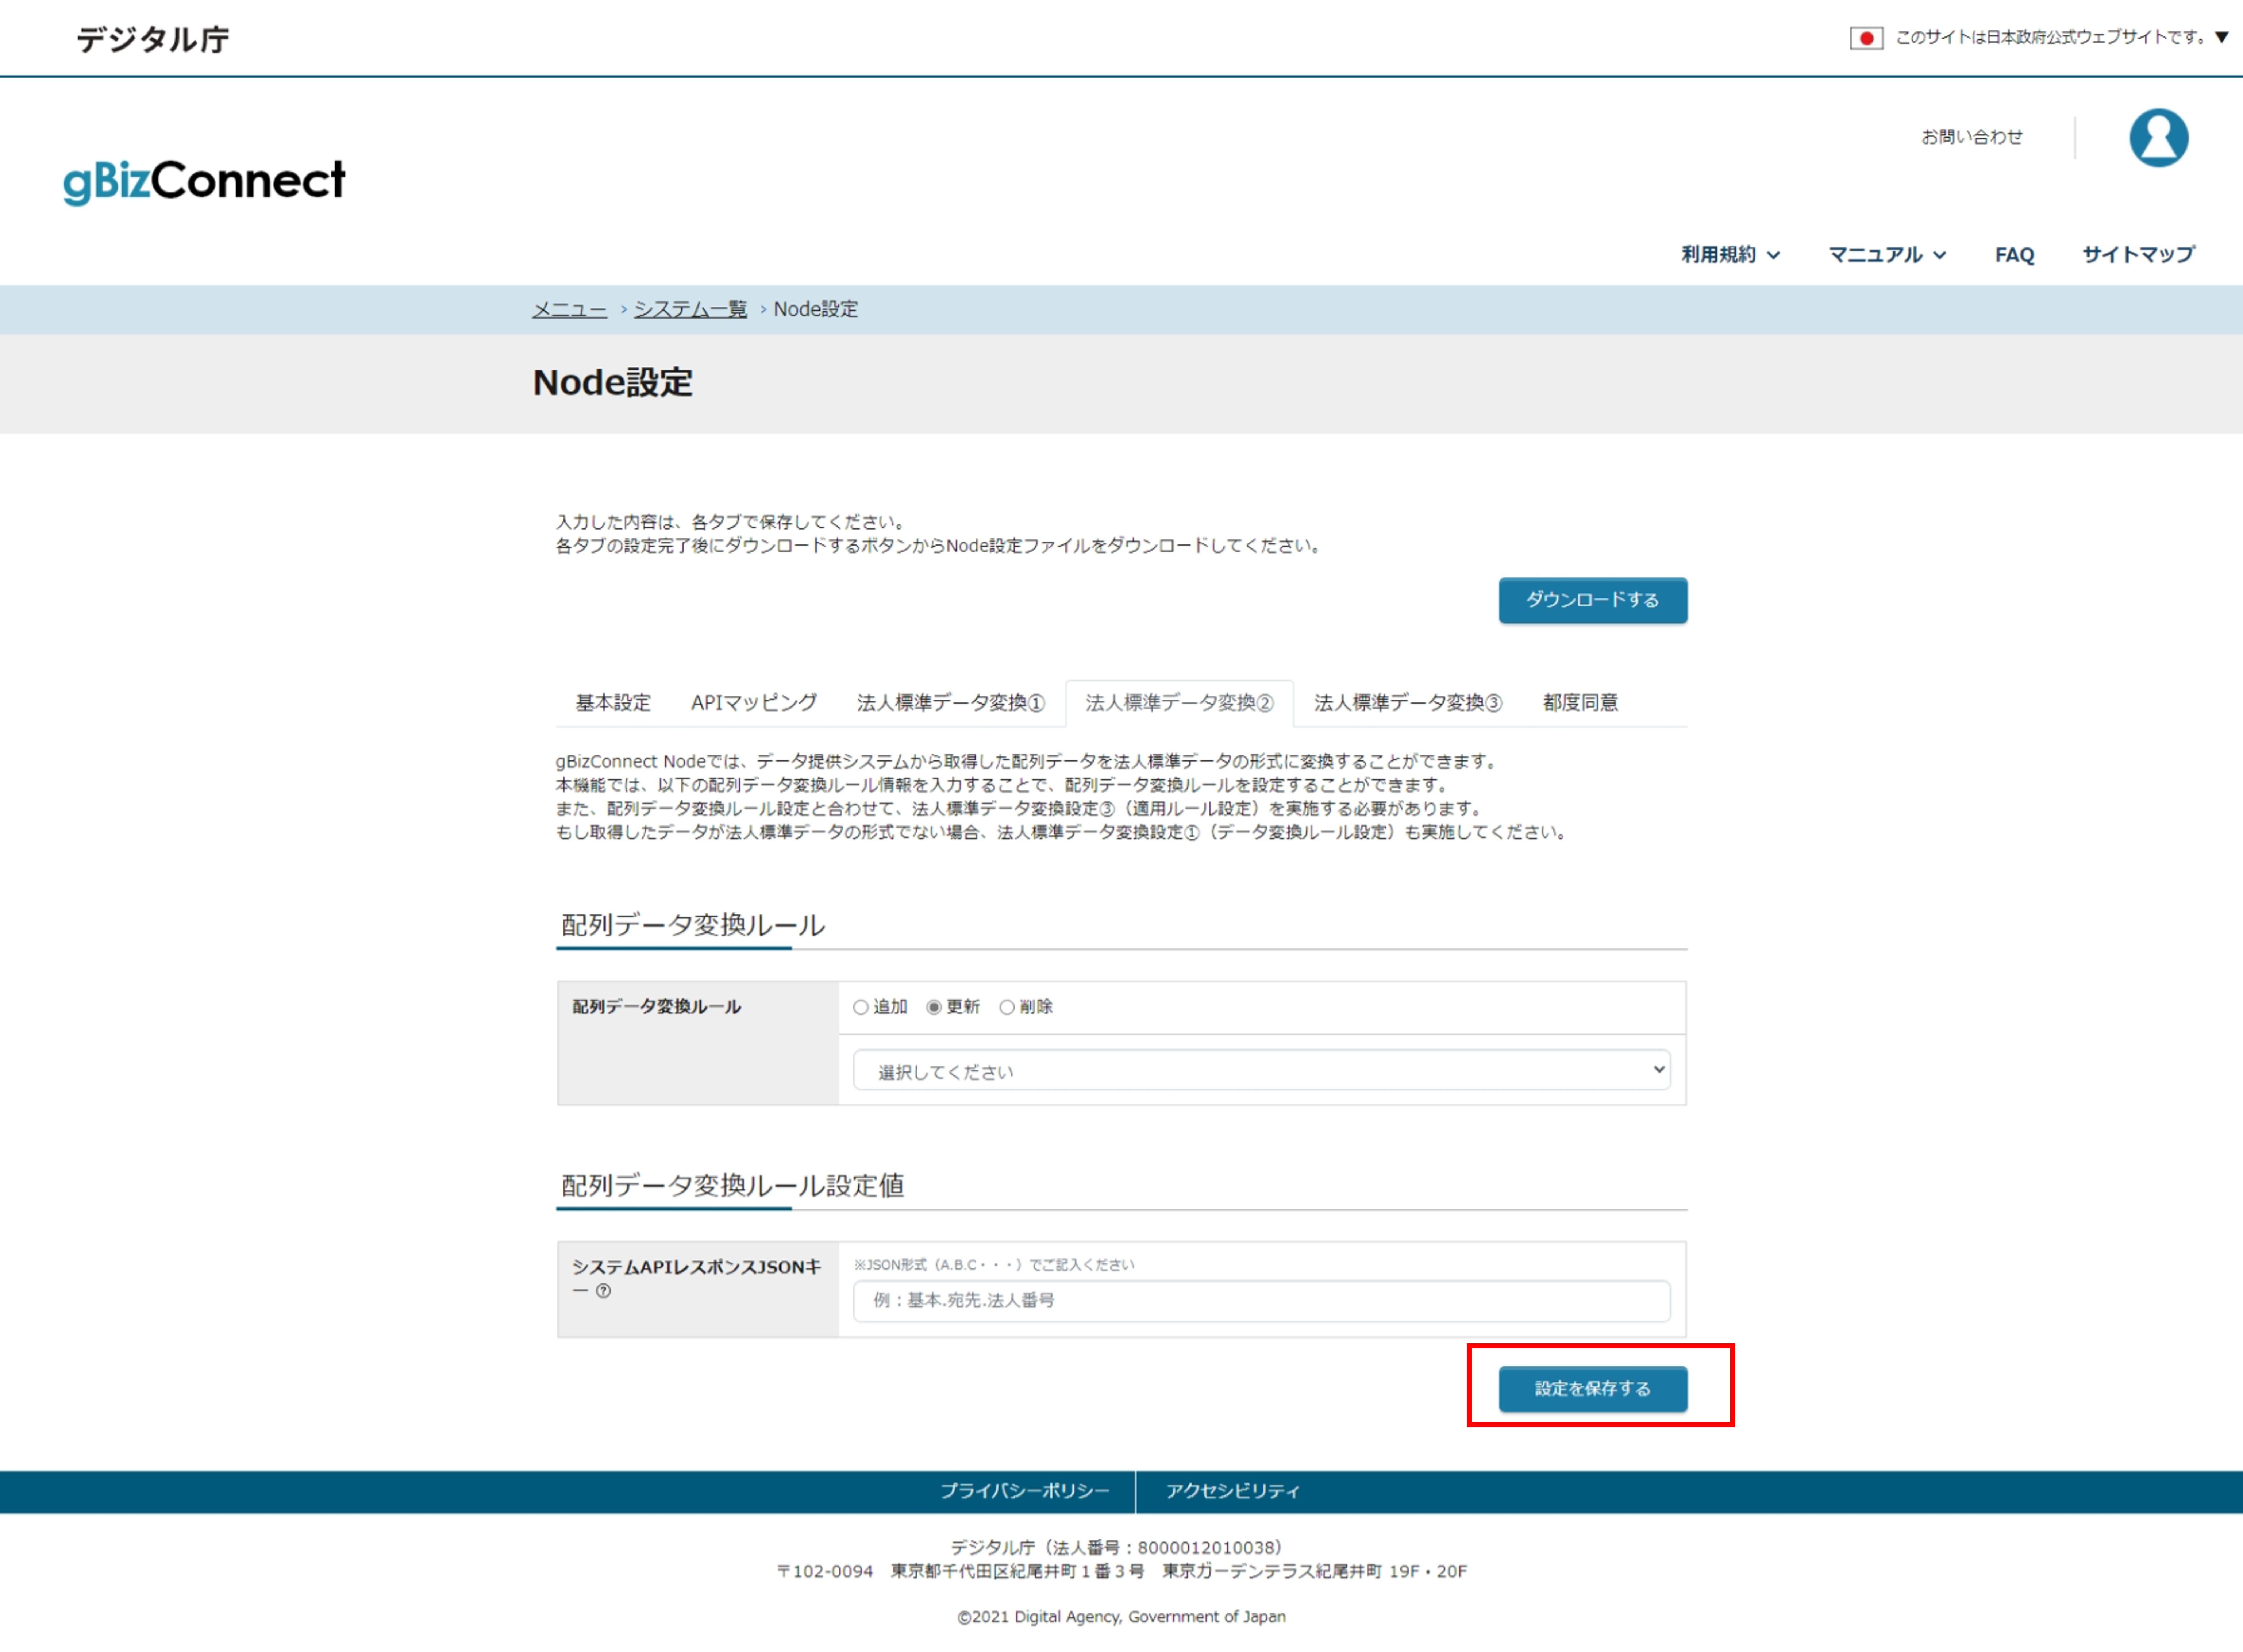 デジタル庁
このサイトは日本政府公式ウェブサイトです。▼
お問い合わせ
gBizConnect
利用規約 マニュアル FAQ サイトマップ
メニュー › システム一覧 › Node設定
Node設定
入力した内容は、各タブで保存してください。
各タブの設定完了後にダウンロードするボタンからNode設定ファイルをダウンロードしてください。
ダウンロードする
基本設定 APIマッピング 法人標準データ変換① 法人標準データ変換② 法人標準データ変換③ 都度同意
gBizConnect Nodeでは、データ提供システムから取得した配列データを法人標準データの形式に変換することができます。
本機能では、以下の配列データ変換ルール情報を入力することで、配列データ変換ルールを設定することができます。
また、配列データ変換ルール設定と合わせて、法人標準データ変換設定③（適用ルール設定）を実施する必要があります。
もし取得したデータが法人標準データの形式でない場合、法人標準データ変換設定①（データ変換ルール設定）も実施してください。
配列データ変換ルール
配列データ変換ルール 追加 更新 削除
選択してください
配列データ変換ルール設定値
システムAPIレスポンスJSONキ
ー ?
※JSON形式（A.B.C・・・）でご記入ください
例：基本.宛先.法人番号
設定を保存する
プライバシーポリシー アクセシビリティ
デジタル庁（法人番号：8000012010038）
〒102-0094 東京都千代田区紀尾井町１番３号 東京ガーデンテラス紀尾井町 19F・20F
©2021 Digital Agency, Government of Japan